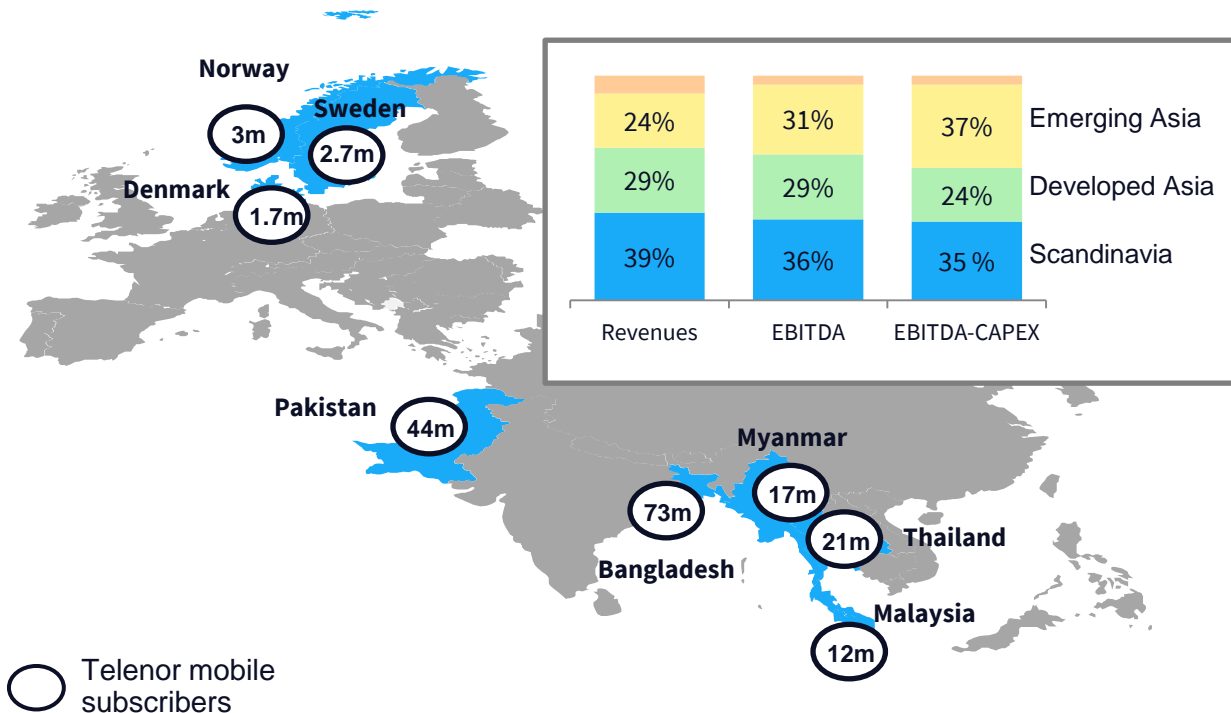 Norway
3m
Sweden
2.7m
Denmark
1.7m
24%
31%
37%
Emerging Asia
29%
29%
24%
Developed Asia
39%
36%
35 %
Scandinavia
Revenues
EBITDA
EBITDA-CAPEX
Pakistan
44m
Myanmar
17m
73m
21m
Thailand
Bangladesh
Malaysia
12m
Telenor mobile
subscribers